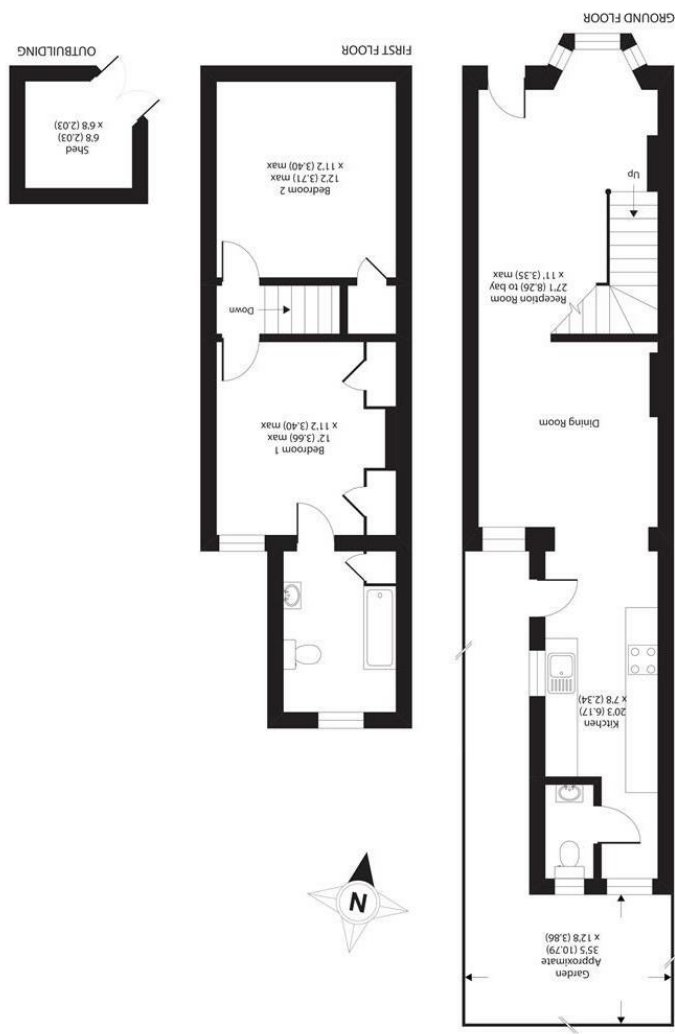 Garden
Approximate
35'5 (10.79)
x 12'8 (3.86)
Kitchen
20'3 (6.17)
x 7'8 (2.34)
Dining Room
Reception Room
27'1 (8.26) to bay
x 11' (3.35) max
Up
GROUND FLOOR
N
Bedroom 1
12' (3.66) max
x 11'2 (3.40) max
Down
Bedroom 2
12'2 (3.71) max
x 11'2 (3.40) max
FIRST FLOOR
Shed
6'8 (2.03)
x 6'8 (2.03)
OUTBUILDING